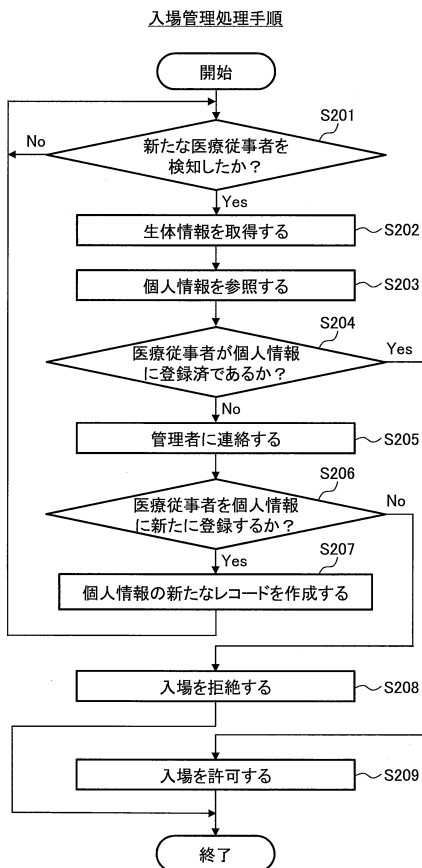 入場管理処理手順
開始
S201
新たな医療従事者を
検知したか？
No
Yes
生体情報を取得する
S202
個人情報を参照する
S203
S204
医療従事者が個人情報
に登録済であるか？
Yes
No
管理者に連絡する
S205
S206
医療従事者を個人情報
に新たに登録するか？
No
Yes
S207
個人情報の新たなレコードを作成する
入場を拒絶する
S208
入場を許可する
S209
終了